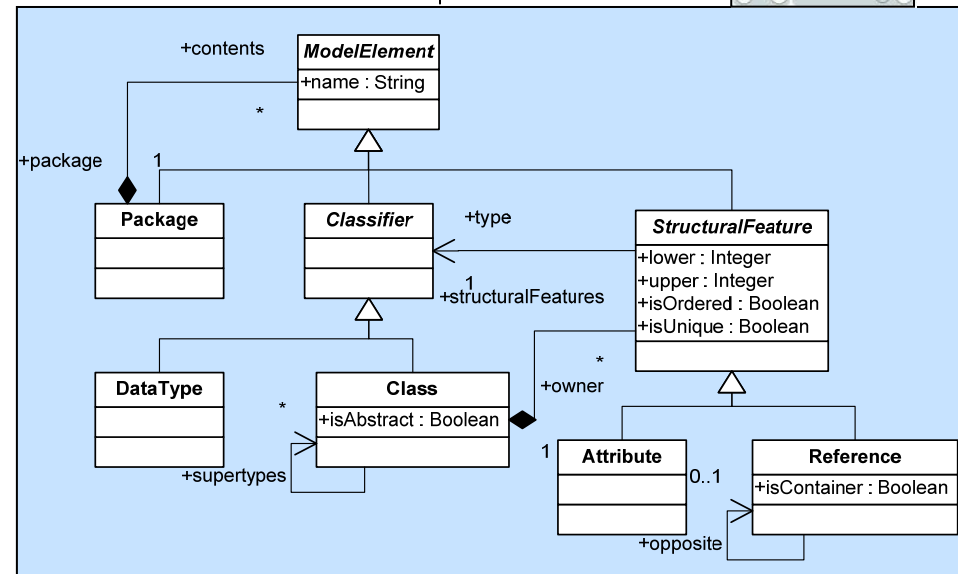 +contents
ModelElement
+name : String
*
+package
1
Package
Classifier
+type
1
StructuralFeature
+lower : Integer
+upper : Integer
+isOrdered : Boolean
+isUnique : Boolean
+structuralFeatures
*
+owner
1
DataType
Class
+isAbstract : Boolean
*
+supertypes
Attribute
Reference
+isContainer : Boolean
0..1
+opposite